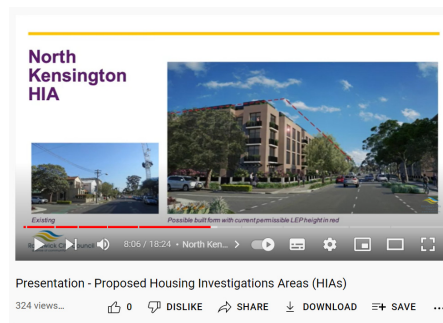 North
Kensington
HIA
Existing
Possible built form with current permissible LEP height in red
8:06 / 18:24 • North Ken... >
Presentation - Proposed Housing Investigations Areas (HIAs)
324 views...
0
DISLIKE
SHARE
DOWNLOAD
SAVE
...